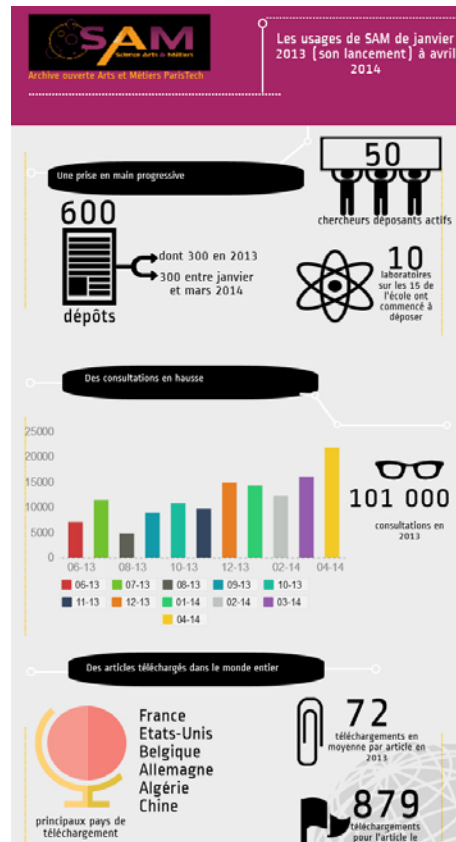 SAM
Science Arts & Métiers
Archive ouverte Arts et Métiers ParisTech
Les usages de SAM de janvier
2013 (son lancement) à avril
2014
Une prise en main progressive
50
chercheurs déposants actifs
600
dépôts
dont 300 en 2013
300 entre janvier
et mars 2014
10
laboratoires
sur les 15 de
l'école ont
commencé à
déposer
Des consultations en hausse
25000
20000
15000
10000
5000
0
06-13 08-13 10-13 12-13 02-14 04-14
06-13 07-13 08-13 09-13 10-13
11-13 12-13 01-14 02-14 03-14
04-14
101 000
consultations en
2013
Des articles téléchargés dans le monde entier
France
Etats-Unis
Belgique
Allemagne
Algérie
Chine
principaux pays de
téléchargement
72
téléchargements en
moyenne par article en
2013
879
téléchargements
pour l'article le